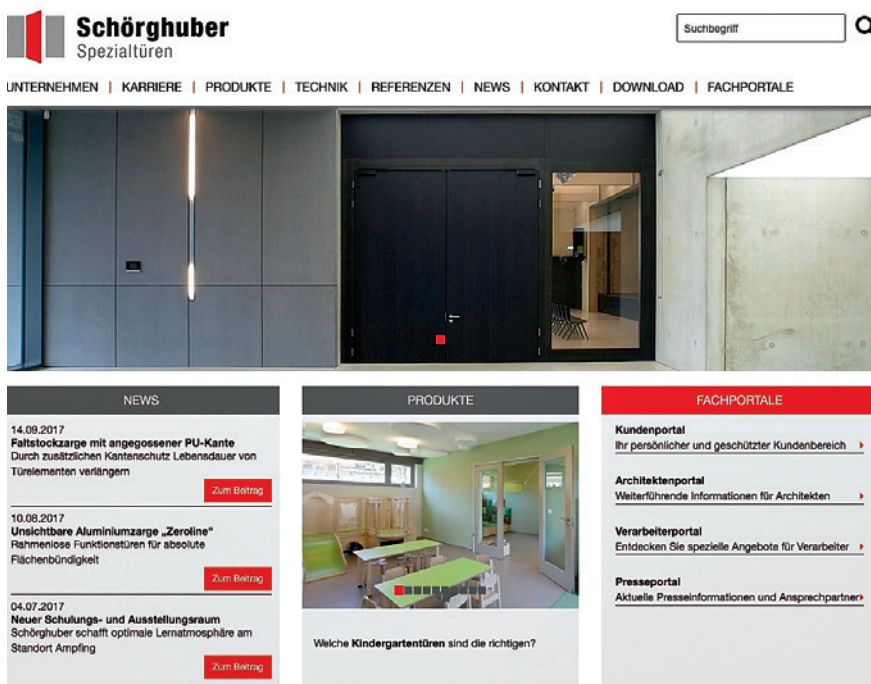 Schörghuber
Spezialtüren
Suchbegriff
UNTERNEHMEN | KARRIERE | PRODUKTE | TECHNIK | REFERENZEN | NEWS | KONTAKT | DOWNLOAD | FACHPORTALE
NEWS
14.09.2017
Faltstockzarge mit angegossener PU-Kante
Durch zusätzlichen Kantenschutz Lebensdauer von
Türelementen verlängern
Zum Beitrag
10.08.2017
Unsichtbare Aluminiumzarge „Zeroline“
Rahmenlose Funktionstüren für absolute
Flächenbündigkeit
Zum Beitrag
04.07.2017
Neuer Schulungs- und Ausstellungsraum
Schörghuber schafft optimale Lernatmosphäre am
Standort Ampfing
Zum Beitrag
PRODUKTE
Welche Kindergartentüren sind die richtigen?
FACHPORTALE
Kundenportal
Ihr persönlicher und geschützter Kundenbereich
Architektenportal
Weiterführende Informationen für Architekten
Verarbeiterportal
Entdecken Sie spezielle Angebote für Verarbeiter
Presseportal
Aktuelle Presseinformationen und Ansprechpartner